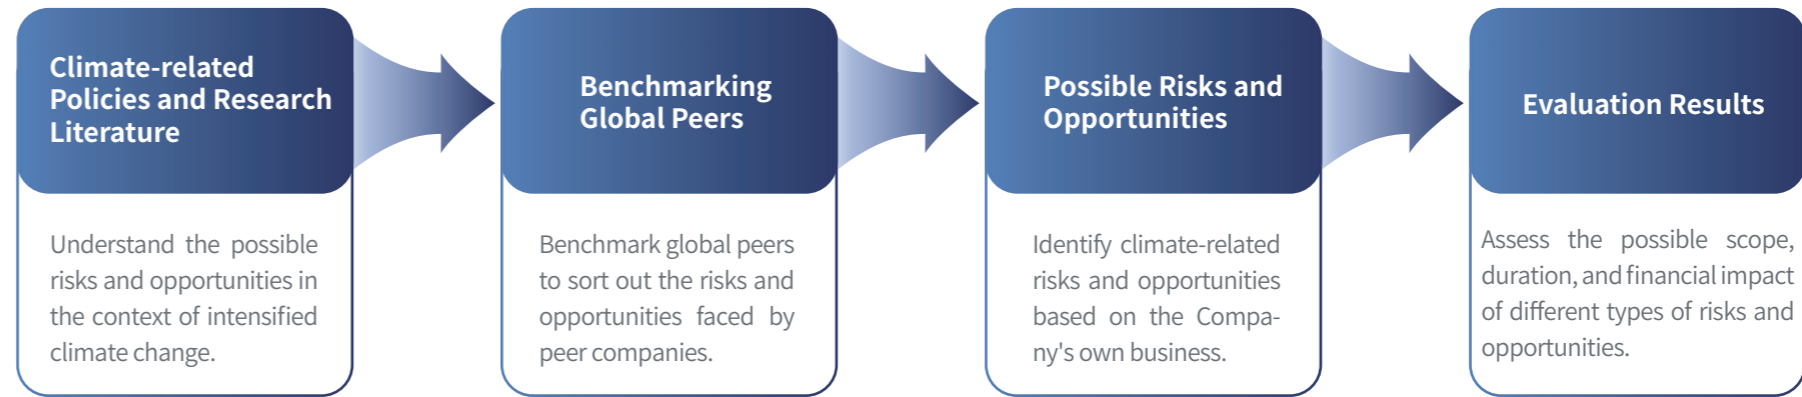 Climate-related
Policies and Research
Literature
Understand the possible
risks and opportunities in
the context of intensified
climate change.
Benchmarking
Global Peers
Benchmark global peers
to sort out the risks and
opportunities faced by
peer companies.
Possible Risks and
Opportunities
Identify climate-related
risks and opportunities
based on the Compa-
ny's own business.
Evaluation Results
Assess the possible scope,
duration, and financial impact
of different types of risks and
opportunities.